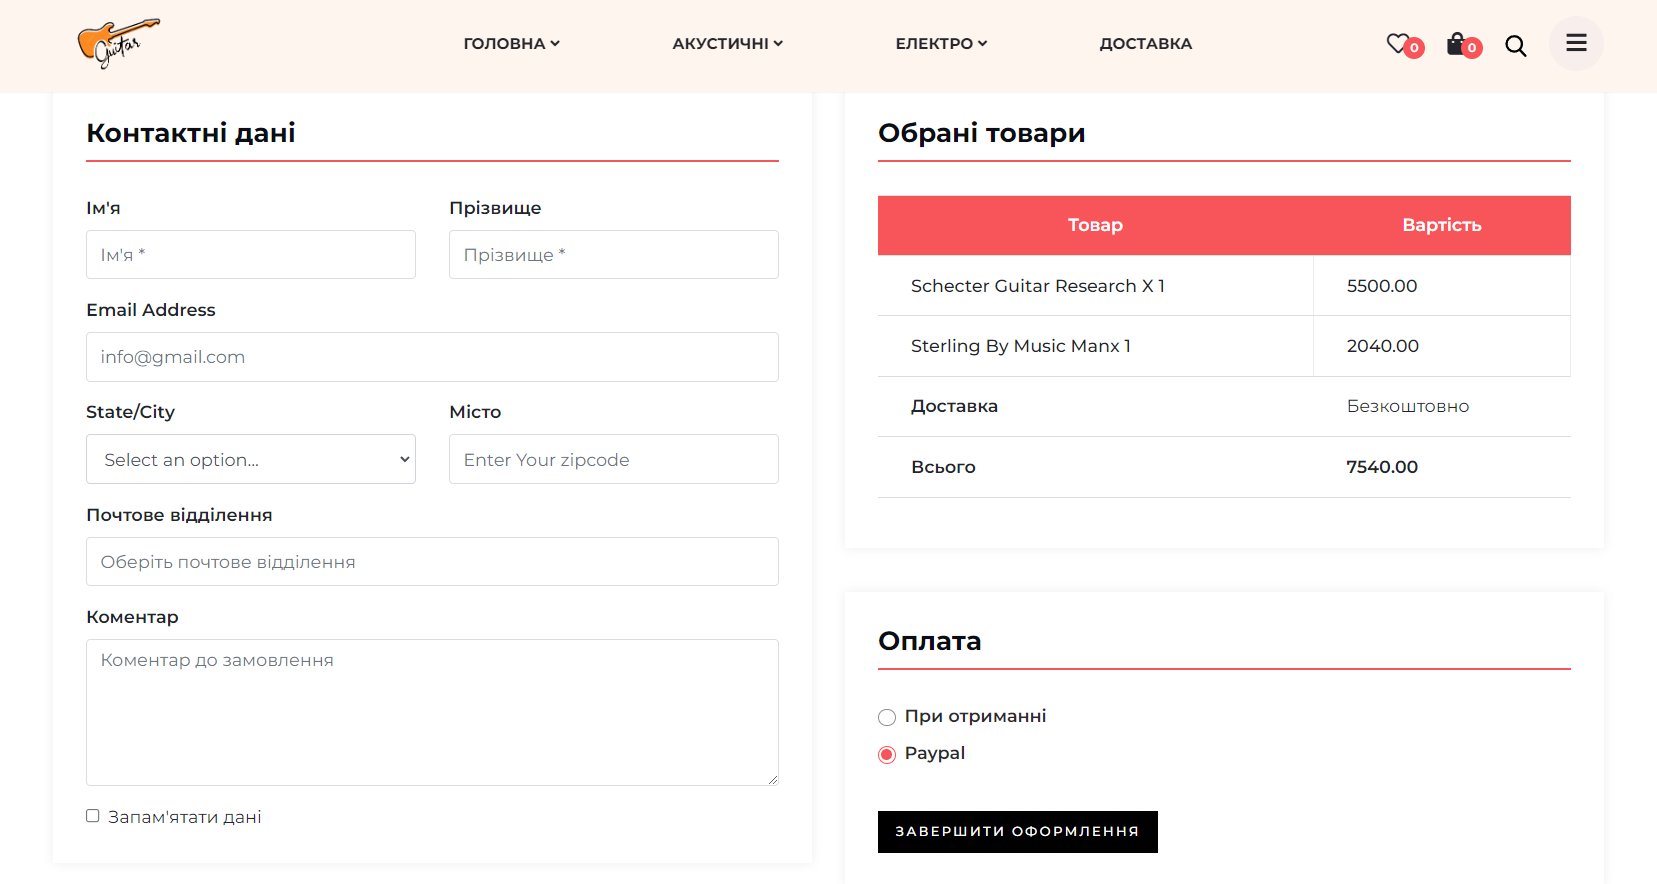 Guitar
ГОЛОВНА
АКУСТИЧНІ
ЕЛЕКТРО
ДОСТАВКА
0
0
Контактні дані
Ім'я
Прізвище
Ім'я *
Прізвище *
Email Address
info@gmail.com
State/City
Місто
Select an option...
Enter Your zipcode
Почтове відділення
Оберіть почтове відділення
Коментар
Коментар до замовлення
Запам'ятати дані
Обрані товари
Товар Вартість
Schecter Guitar Research X 1 5500.00
Sterling By Music Manx 1 2040.00
Доставка Безкоштовно
Всього 7540.00
Оплата
При отриманні
Paypal
ЗАВЕРШИТИ ОФОРМЛЕННЯ